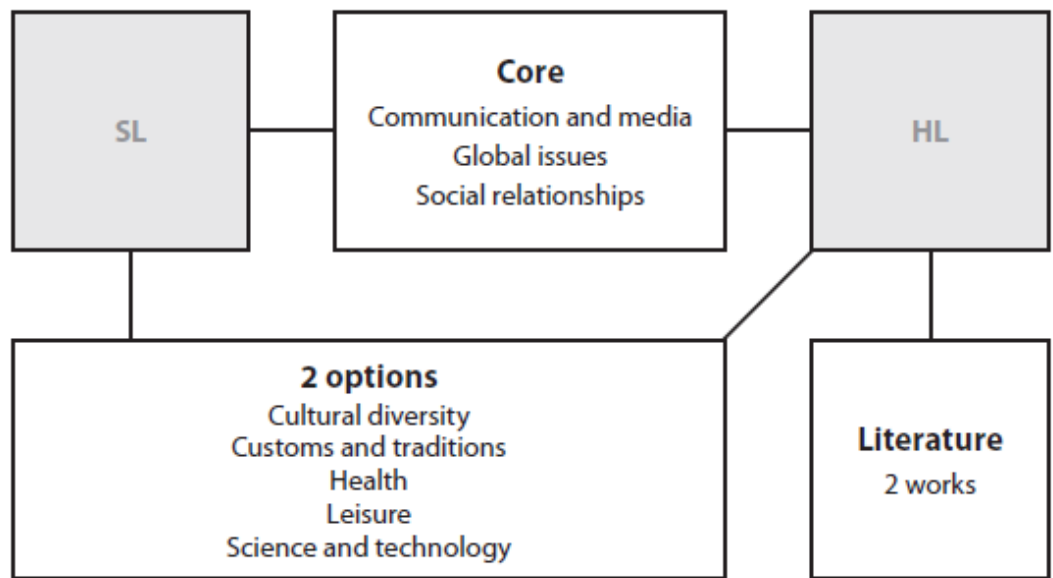 SL
Core
Communication and media
Global issues
Social relationships
HL
2 options
Cultural diversity
Customs and traditions
Health
Leisure
Science and technology
Literature
2 works